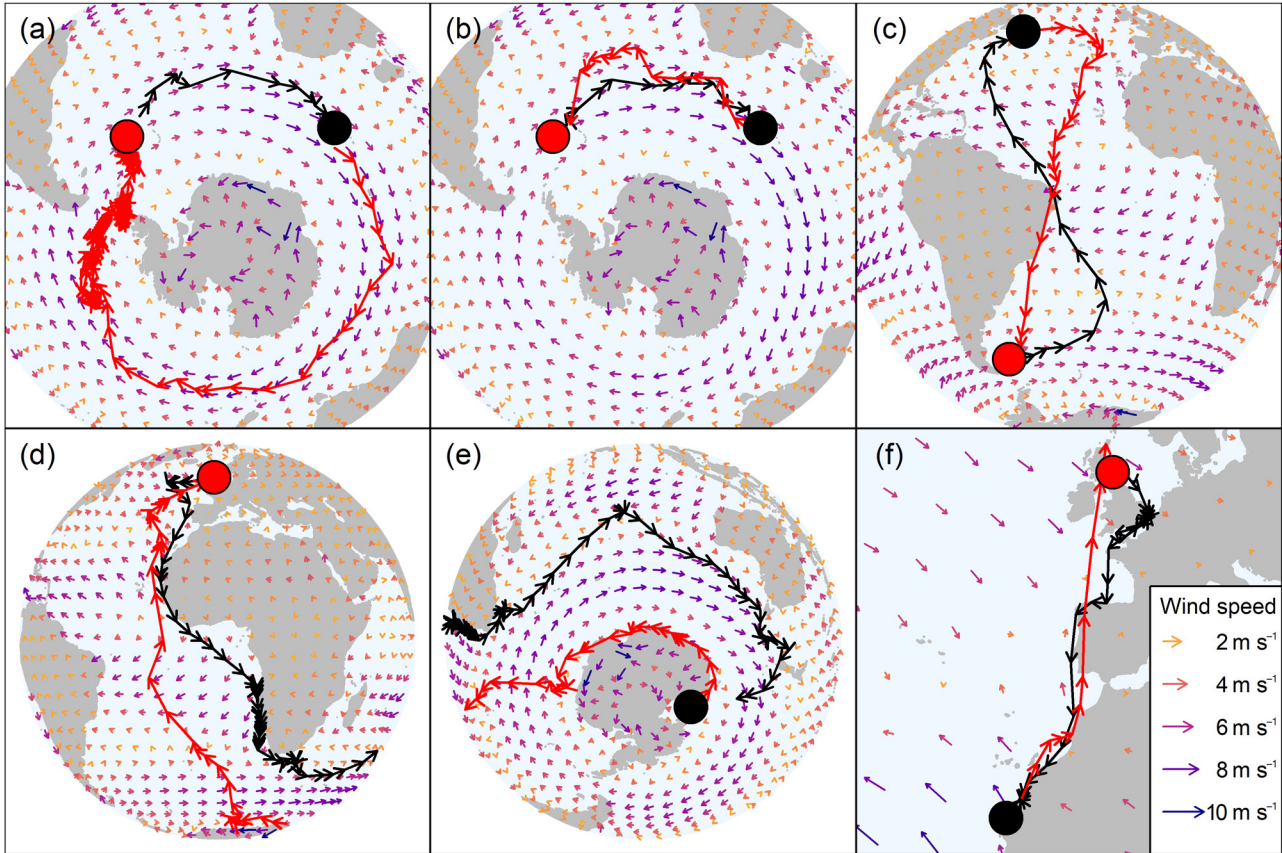 (a)
(b)
(c)
(d)
(e)
(f)
Wind speed
2 m s⁻¹
4 m s⁻¹
6 m s⁻¹
8 m s⁻¹
10 m s⁻¹